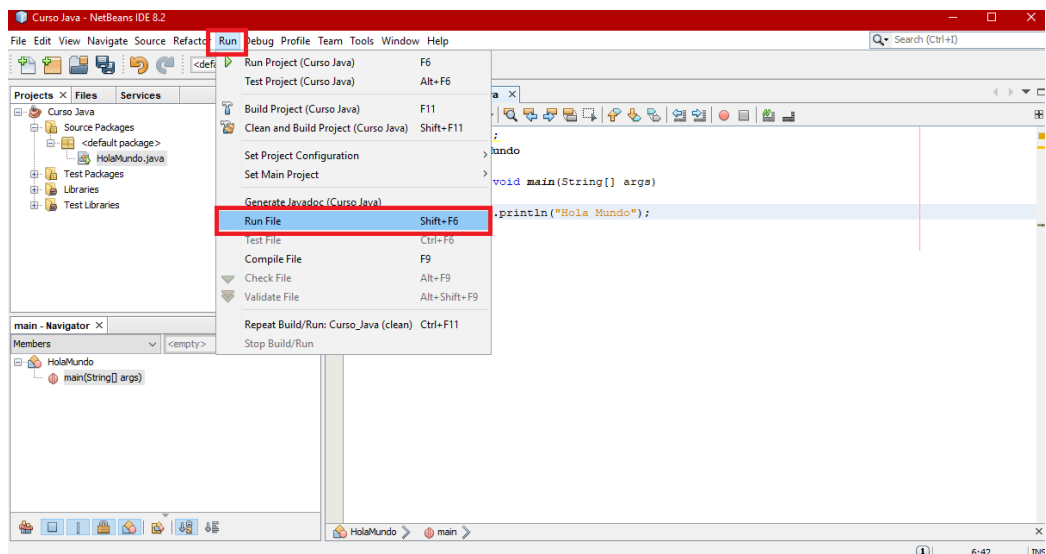 Curso Java - NetBeans IDE 8.2
File Edit View Navigate Source Refactor Run Debug Profile Team Tools Window Help
Search (Ctrl+I)
<defa
Run Project (Curso Java) F6
Test Project (Curso Java) Alt+F6
Build Project (Curso Java) F11
Clean and Build Project (Curso Java) Shift+F11
Set Project Configuration
Set Main Project
Generate Javadoc (Curso Java)
Run File Shift+F6
Test File Ctrl+F6
Compile File F9
Check File Alt+F9
Validate File Alt+Shift+F9
Repeat Build/Run: Curso_Java (clean) Ctrl+F11
Stop Build/Run
Projects Files Services
Curso Java
Source Packages
<default package>
HolaMundo.java
Test Packages
Libraries
Test Libraries
a
;
undo
void main(String[] args)
.println("Hola Mundo");
main - Navigator
Members <empty>
HolaMundo
main(String[] args)
HolaMundo main
1 6:42 INS